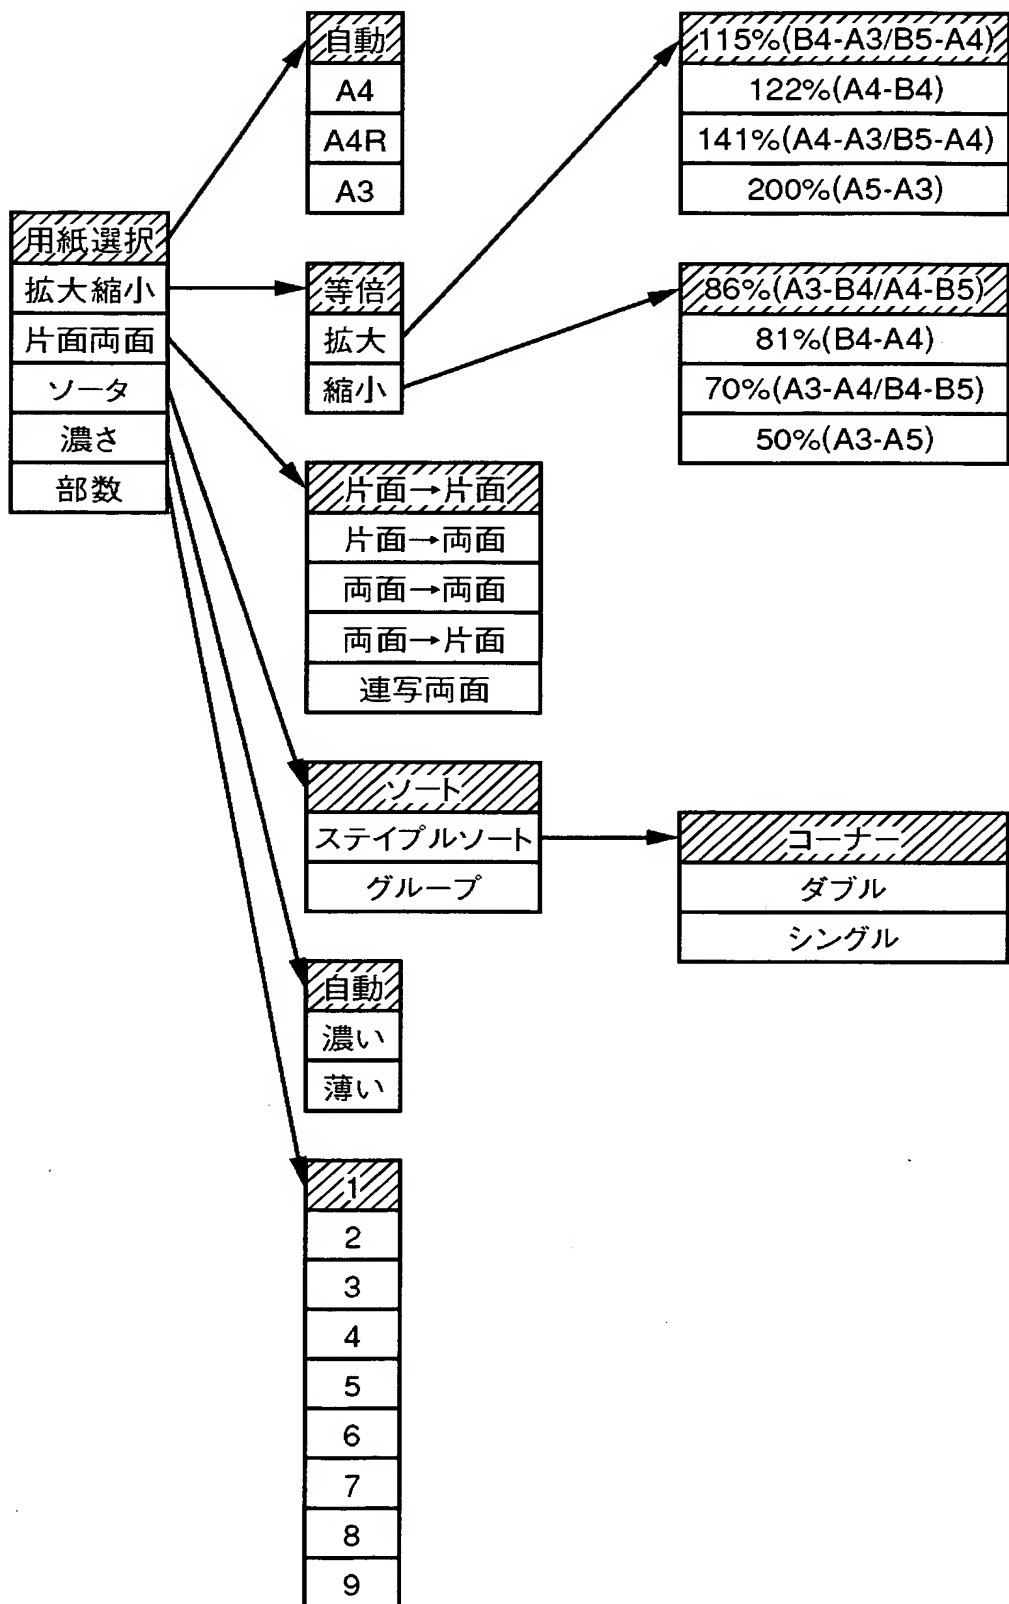 用紙選択
拡大縮小
片面両面
ソータ
濃さ
部数
自動
A4
A4R
A3
等倍
拡大
縮小
115%(B4-A3/B5-A4)
122%(A4-B4)
141%(A4-A3/B5-A4)
200%(A5-A3)
86%(A3-B4/A4-B5)
81%(B4-A4)
70%(A3-A4/B4-B5)
50%(A3-A5)
片面→片面
片面→両面
両面→両面
両面→片面
連写両面
ソート
ステイプルソート
グループ
コーナー
ダブル
シングル
自動
濃い
薄い
1
2
3
4
5
6
7
8
9